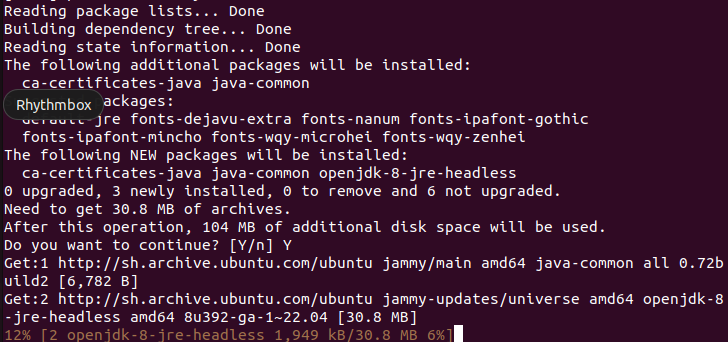 Reading package lists... Done
Building dependency tree... Done
Reading state information... Done
The following additional packages will be installed:
ca-certificates-java java-common
Rhythmbox
ackages:
default-jre fonts-dejavu-extra fonts-nanum fonts-ipafont-gothic
fonts-ipafont-mincho fonts-wqy-microhei fonts-wqy-zenhei
The following NEW packages will be installed:
ca-certificates-java java-common openjdk-8-jre-headless
0 upgraded, 3 newly installed, 0 to remove and 6 not upgraded.
Need to get 30.8 MB of archives.
After this operation, 104 MB of additional disk space will be used.
Do you want to continue? [Y/n] Y
Get:1 http://sh.archive.ubuntu.com/ubuntu jammy/main amd64 java-common all 0.72b
uild2 [6,782 B]
Get:2 http://sh.archive.ubuntu.com/ubuntu jammy-updates/universe amd64 openjdk-8
-jre-headless amd64 8u392-ga-1~22.04 [30.8 MB]
12% [2 openjdk-8-jre-headless 1,949 kB/30.8 MB 6%]